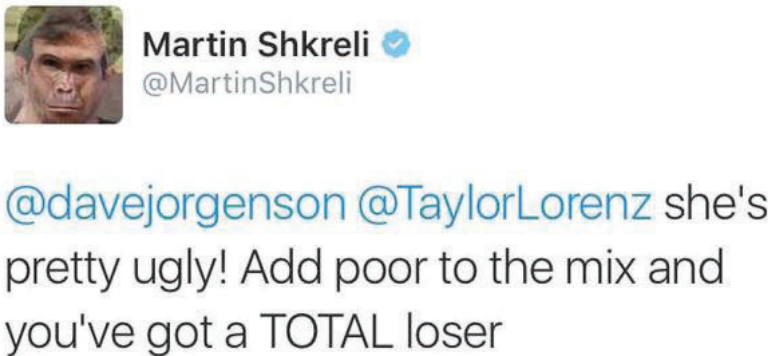 Martin Shkreli
@MartinShkreli
@davejorgenson @TaylorLorenz she's
pretty ugly! Add poor to the mix and
you've got a TOTAL loser